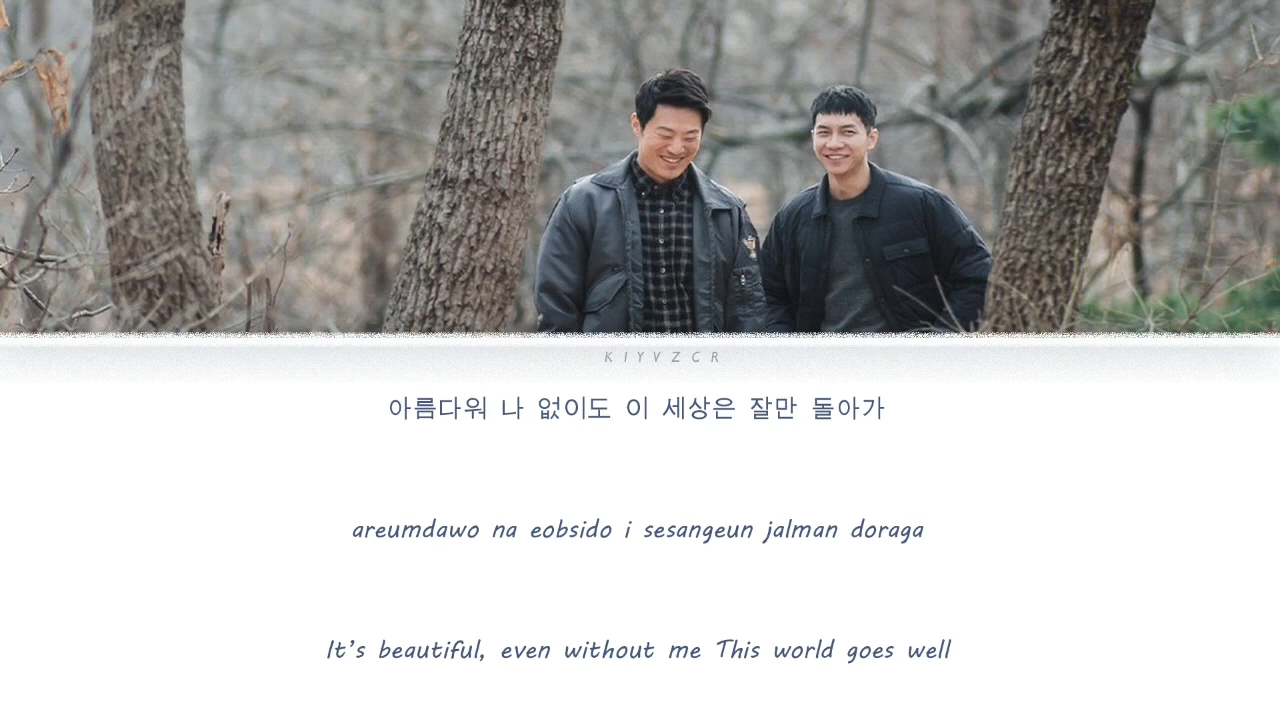 KIYVZCR
아름다워 나 없이도 이 세상은 잘만 돌아가
areumdawo na eobsido i sesangeun jalman doraga
It's beautiful, even without me This world goes well